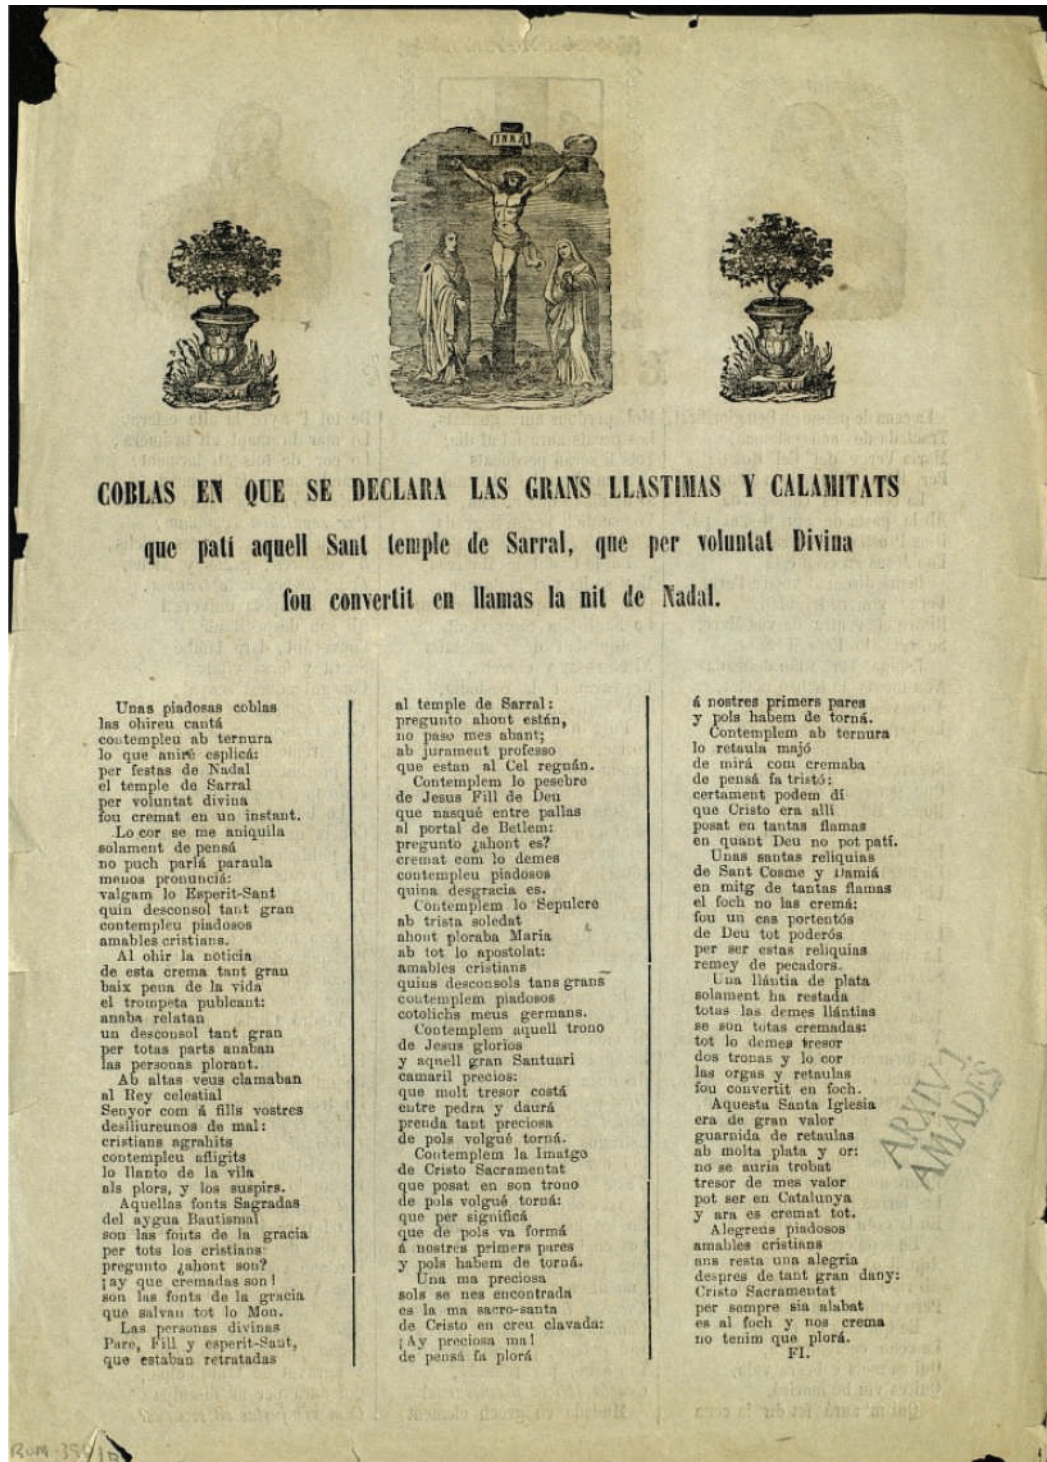 INRI
COBLAS EN QUE SE DECLARA LAS GRANS LLASTIMAS Y CALAMITATS
que patí aquell Sant temple de Sarral, que per voluntat Divina
fou convertit en llamas la nit de Nadal.
Unas piadosas coblas
las ohireu cantá
contempleu ab ternura
lo que aniré esplicá:
per festas de Nadal
el temple de Sarral
per voluntat divina
fou cremat en un instant.
Lo cor se me aniquila
solament de pensá
no puch parlá paraula
menos pronunciá:
valgam lo Esperit-Sant
quin desconsol tant gran
contempleu piadosos
amables cristians.
Al ohir la noticia
de esta crema tant gran
baix pena de la vida
el trompeta publcant:
anaba relatan
un desconsol tant gran
per totas parts anaban
las personas plorant.
Ab altas veus clamaban
al Rey celestial
Senyor com á fills vostres
deslliureunos de mal:
cristians agrahits
contempleu afligits
lo llanto de la vila
als plors, y los suspirs.
Aquellas fonts Sagradas
del aygua Bautismal
son las fonts de la gracia
per tots los cristians
pregunto ¿ahont son?
¡ay que cremadas son!
son las fonts de la gracia
que salvan tot lo Mon.
Las personas divinas
Pare, Fill y esperit-Sant,
que estaban retratadas
al temple de Sarral:
pregunto ahont están,
no paso mes abant;
ab jurament professo
que estan al Cel regnán.
Contemplem lo pesebre
de Jesus Fill de Deu
que nasqué entre pallas
al portal de Betlem:
pregunto ¿ahont es?
cremat com lo demes
contempleu piadosos
quina desgracia es.
Contemplem lo Sepulcre
ab trista soledat
ahont ploraba Maria
ab tot lo apostolat:
amables cristians
quins desconsols tans grans
contemplem piadosos
cotolichs meus germans.
Contemplem aquell trono
de Jesus glorios
y aquell gran Santuari
camaril precios:
que molt tresor costá
entre pedra y daurá
prenda tant preciosa
de pols volgué torná.
Contemplem la Imatge
de Cristo Sacramentat
que posat en son trono
de pols volgué torná:
que per significá
que de pols va formá
á nostres primers pares
y pols habem de torná.
Una ma preciosa
sols se nes encontrada
es la ma sacro-santa
de Cristo en creu clavada:
¡Ay preciosa ma!
de pensá fa plorá
á nostres primers pares
y pols habem de torná.
Contemplem ab ternura
lo retaula majó
de mirá com cremaba
de pensá fa tristó:
certament podem dí
que Cristo era allí
posat en tantas flamas
en quant Deu no pot patí.
Unas santas reliquias
de Sant Cosme y Damiá
en mitg de tantas flamas
el foch no las cremá:
fou un cas portentós
de Deu tot poderós
per ser estas reliquias
remey de pecadors.
Una llántia de plata
solament ha restada
totas las demes llántias
se son totas cremadas:
tot lo demes tresor
dos tronas y lo cor
las orgas y retaulas
fou convertit en foch.
Aquesta Santa Iglesia
era de gran valor
guarnida de retaulas
ab molta plata y or:
no se auria trobat
tresor de mes valor
pot ser en Catalunya
y ara es cremat tot.
Alegrens piadosos
amables cristians
ans resta una alegria
despres de tant gran dany:
Cristo Sacramentat
per sempre sia alabat
es al foch y nos crema
no tenim que plorá.
FI.
ARXIV J.
AMADES